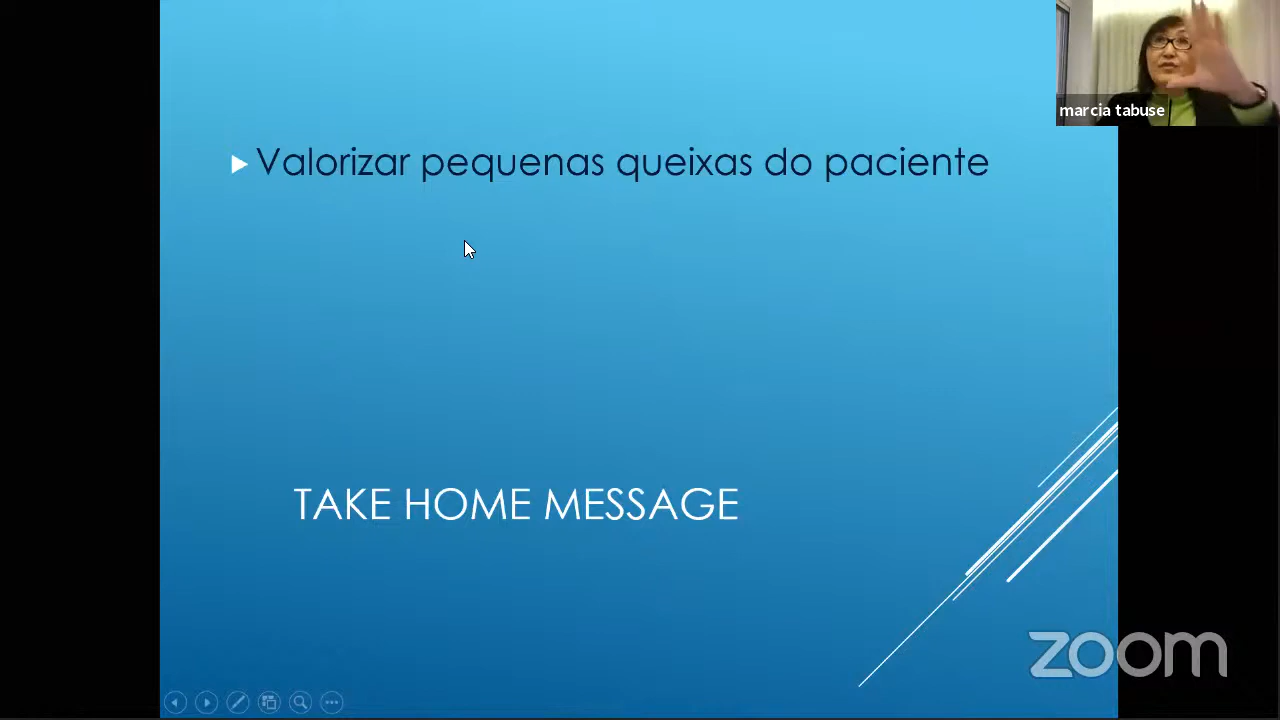 marcia tabuse
Valorizar pequenas queixas do paciente
TAKE HOME MESSAGE
zoom